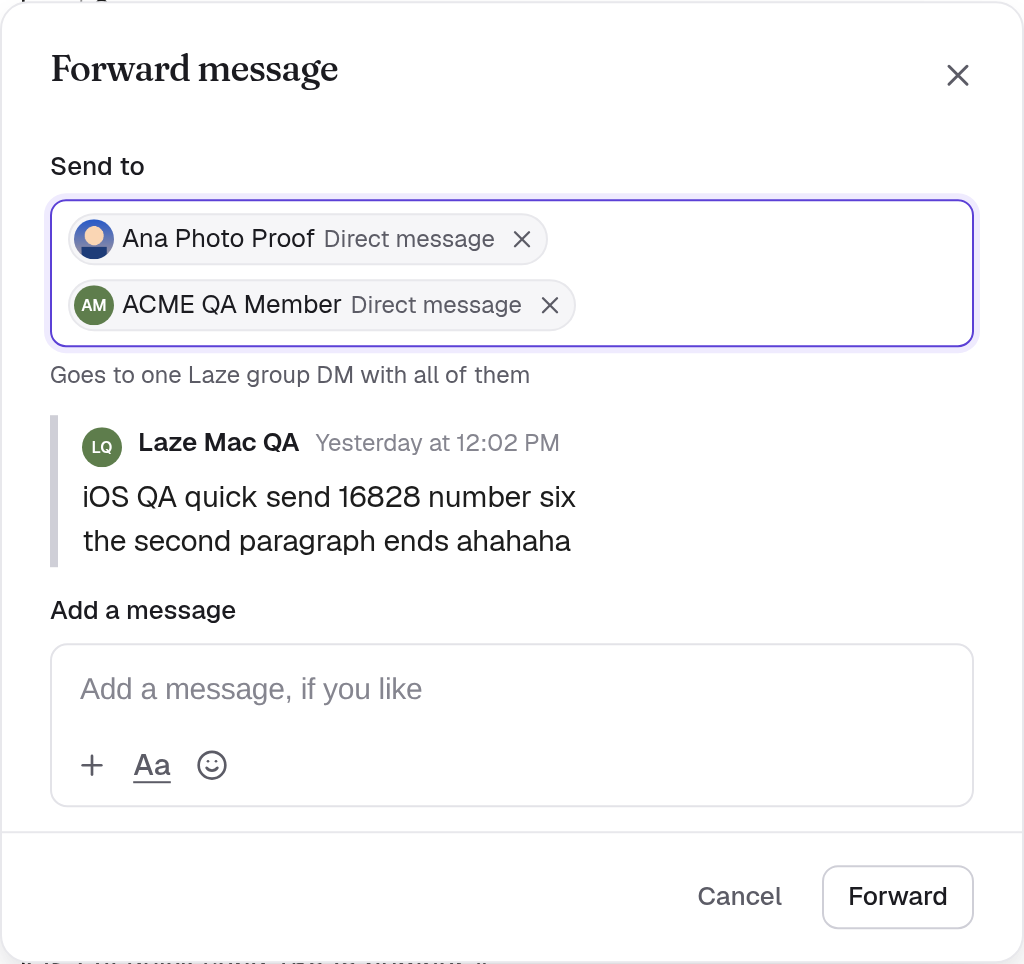 Forward message
Send to
Ana Photo Proof Direct message
AM ACME QA Member Direct message
Goes to one Laze group DM with all of them
LQ Laze Mac QA Yesterday at 12:02 PM
iOS QA quick send 16828 number six
the second paragraph ends ahahaha
Add a message
Add a message, if you like
Aa
Cancel Forward